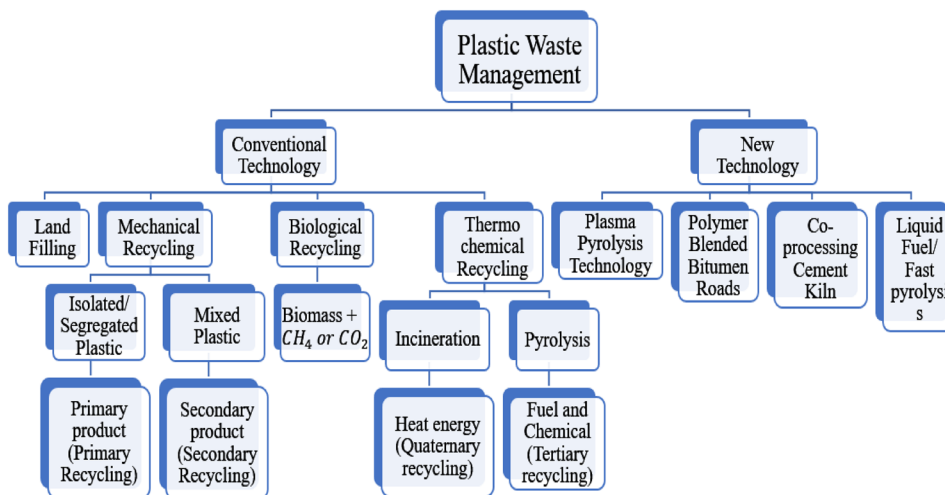 Plastic Waste
Management
Conventional
Technology
New
Technology
Land
Filling
Mechanical
Recycling
Biological
Recycling
Thermo
chemical
Recycling
Plasma
Pyrolysis
Technology
Polymer
Blended
Bitumen
Roads
Co-
processing
Cement
Kiln
Liquid
Fuel/
Fast
pyrolysi
s
Isolated/
Segregated
Plastic
Mixed
Plastic
Biomass +
CH₄ or CO₂
Incineration
Pyrolysis
Primary
product
(Primary
Recycling)
Secondary
product
(Secondary
Recycling)
Heat energy
(Quaternary
recycling)
Fuel and
Chemical
(Tertiary
recycling)